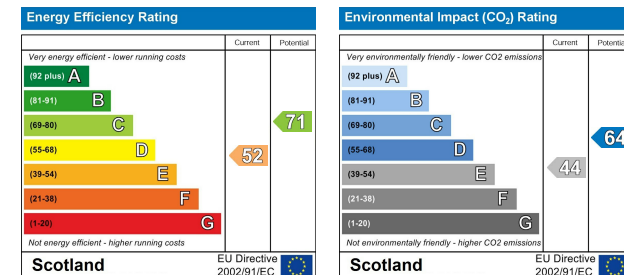 Energy Efficiency Rating
Current Potential
Very energy efficient - lower running costs
(92 plus) A
(81-91) B
(69-80) C
71
(55-68) D
52
(39-54) E
(21-38) F
(1-20) G
Not energy efficient - higher running costs
Scotland
EU Directive
2002/91/EC
Environmental Impact (CO₂) Rating
Current Potential
Very environmentally friendly - lower CO2 emissions
(92 plus) A
(81-91) B
(69-80) C
64
(55-68) D
(39-54) E
44
(21-38) F
(1-20) G
Not environmentally friendly - higher CO2 emissions
Scotland
EU Directive
2002/91/EC